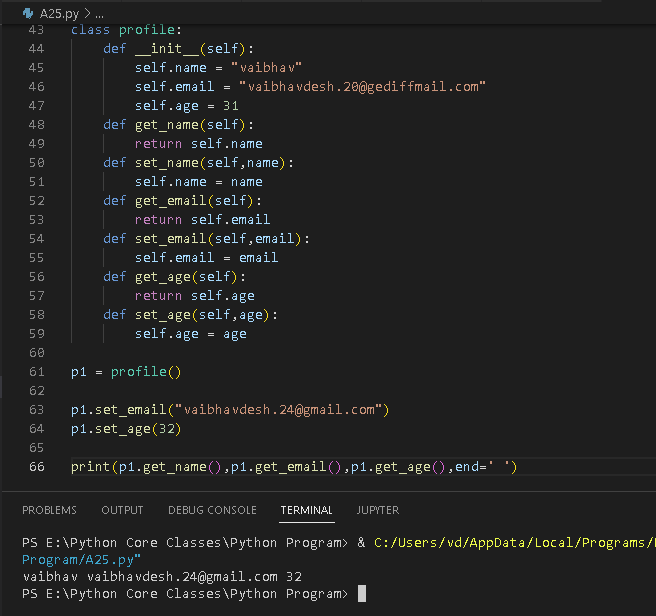 A25.py > ...
43 class profile:
44 def __init__(self):
45 self.name = "vaibhav"
46 self.email = "vaibhavdesh.20@gediffmail.com"
47 self.age = 31
48 def get_name(self):
49 return self.name
50 def set_name(self,name):
51 self.name = name
52 def get_email(self):
53 return self.email
54 def set_email(self,email):
55 self.email = email
56 def get_age(self):
57 return self.age
58 def set_age(self,age):
59 self.age = age
60
61 p1 = profile()
62
63 p1.set_email("vaibhavdesh.24@gmail.com")
64 p1.set_age(32)
65
66 print(p1.get_name(),p1.get_email(),p1.get_age(),end=' ')
PROBLEMS OUTPUT DEBUG CONSOLE TERMINAL JUPYTER
PS E:\Python Core Classes\Python Program> & C:/Users/vd/AppData/Local/Programs/
Program/A25.py"
vaibhav vaibhavdesh.24@gmail.com 32
PS E:\Python Core Classes\Python Program>